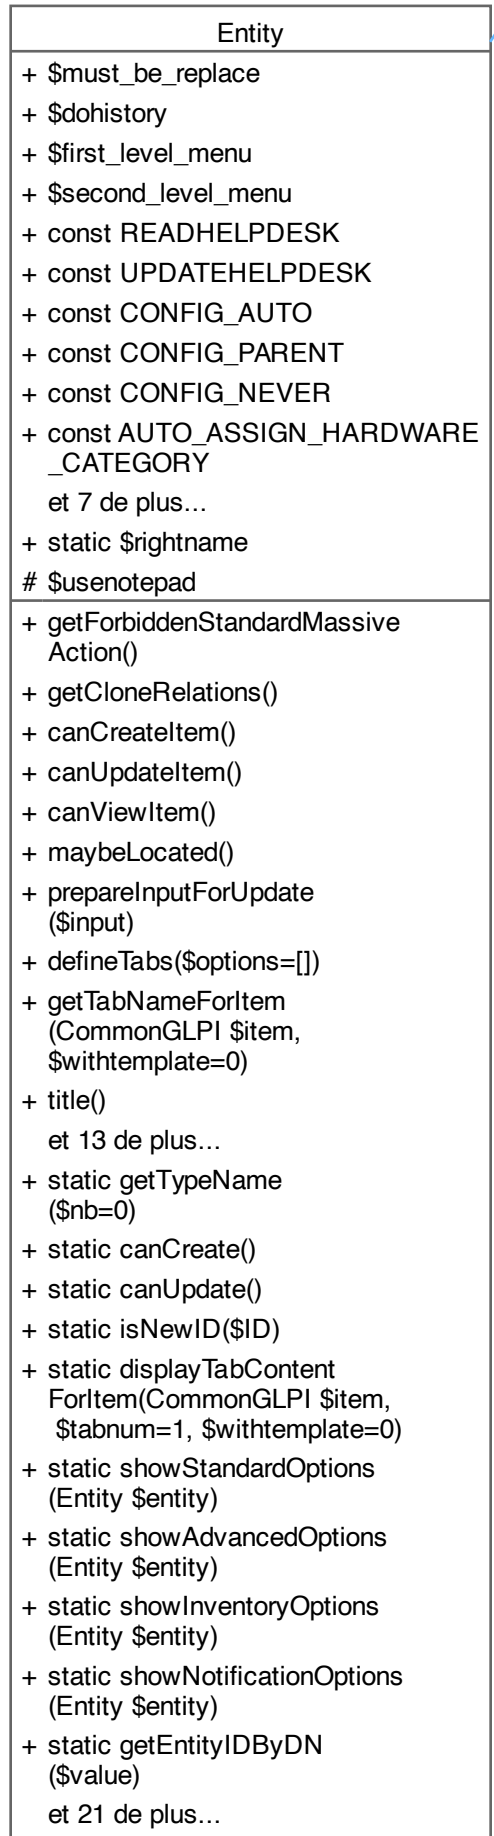 Entity
+ $must_be_replace
+ $dohistory
+ $first_level_menu
+ $second_level_menu
+ const READHELPDESK
+ const UPDATEHELPDESK
+ const CONFIG_AUTO
+ const CONFIG_PARENT
+ const CONFIG_NEVER
+ const AUTO_ASSIGN_HARDWARE
_CATEGORY
et 7 de plus...
+ static $rightname
# $usenotepad
+ getForbiddenStandardMassive
Action()
+ getCloneRelations()
+ canCreateItem()
+ canUpdateItem()
+ canViewItem()
+ maybeLocated()
+ prepareInputForUpdate
($input)
+ defineTabs($options=[])
+ getTabNameForItem
(CommonGLPI $item,
$withtemplate=0)
+ title()
et 13 de plus...
+ static getTypeName
($nb=0)
+ static canCreate()
+ static canUpdate()
+ static isNewID($ID)
+ static displayTabContent
ForItem(CommonGLPI $item,
$tabnum=1, $withtemplate=0)
+ static showStandardOptions
(Entity $entity)
+ static showAdvancedOptions
(Entity $entity)
+ static showInventoryOptions
(Entity $entity)
+ static showNotificationOptions
(Entity $entity)
+ static getEntityIDByDN
($value)
et 21 de plus...